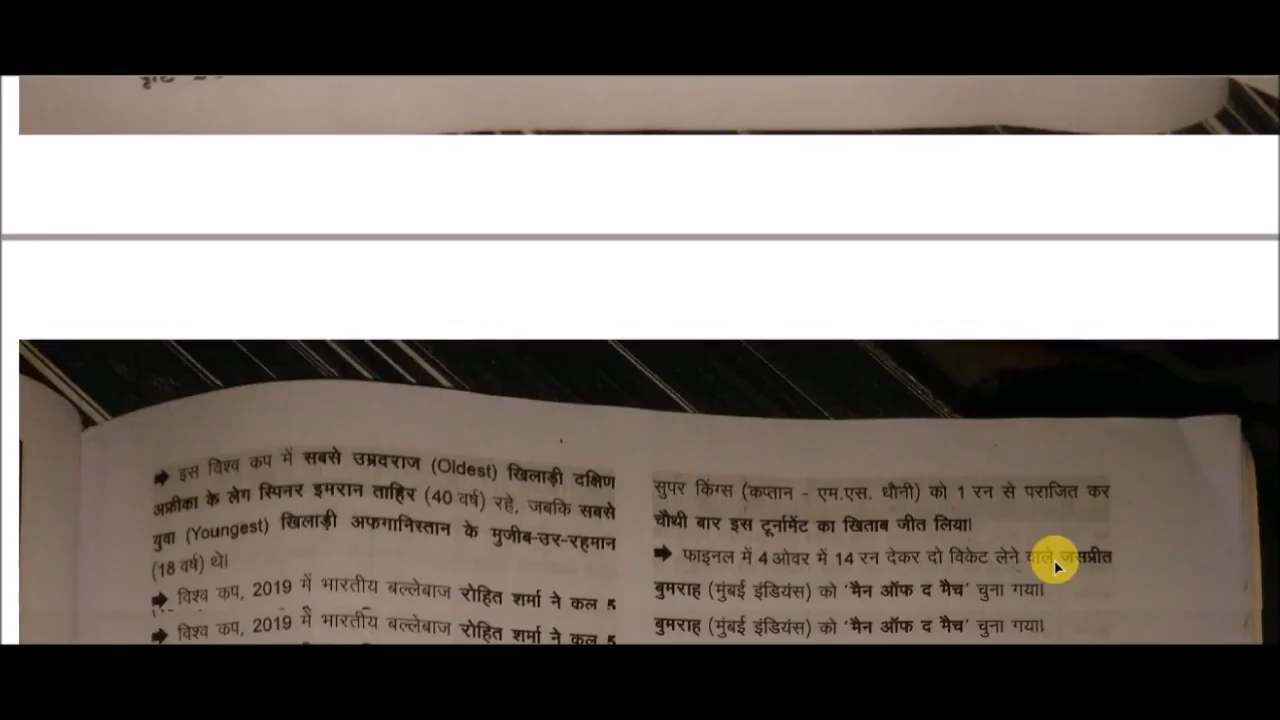 ➡ इस विश्व कप में सबसे उम्रदराज (Oldest) खिलाड़ी दक्षिण
अफ्रीका के लेग स्पिनर इमरान ताहिर (40 वर्ष) रहे, जबकि सबसे
युवा (Youngest) खिलाड़ी अफगानिस्तान के मुजीब-उर-रहमान
(18 वर्ष) थे।
➡ विश्व कप, 2019 में भारतीय बल्लेबाज रोहित शर्मा ने कल 5
➡ विश्व कप, 2019 में भारतीय बल्लेबाज रोहित शर्मा ने कल 5
सुपर किंग्स (कप्तान - एम.एस. धौनी) को 1 रन से पराजित कर
चौथी बार इस टूर्नामेंट का खिताब जीत लिया।
➡ फाइनल में 4 ओवर में 14 रन देकर दो विकेट लेने वाले जसप्रीत
बुमराह (मुंबई इंडियंस) को 'मैन ऑफ द मैच' चुना गया।
बुमराह (मुंबई इंडियंस) को 'मैन ऑफ द मैच' चुना गया।